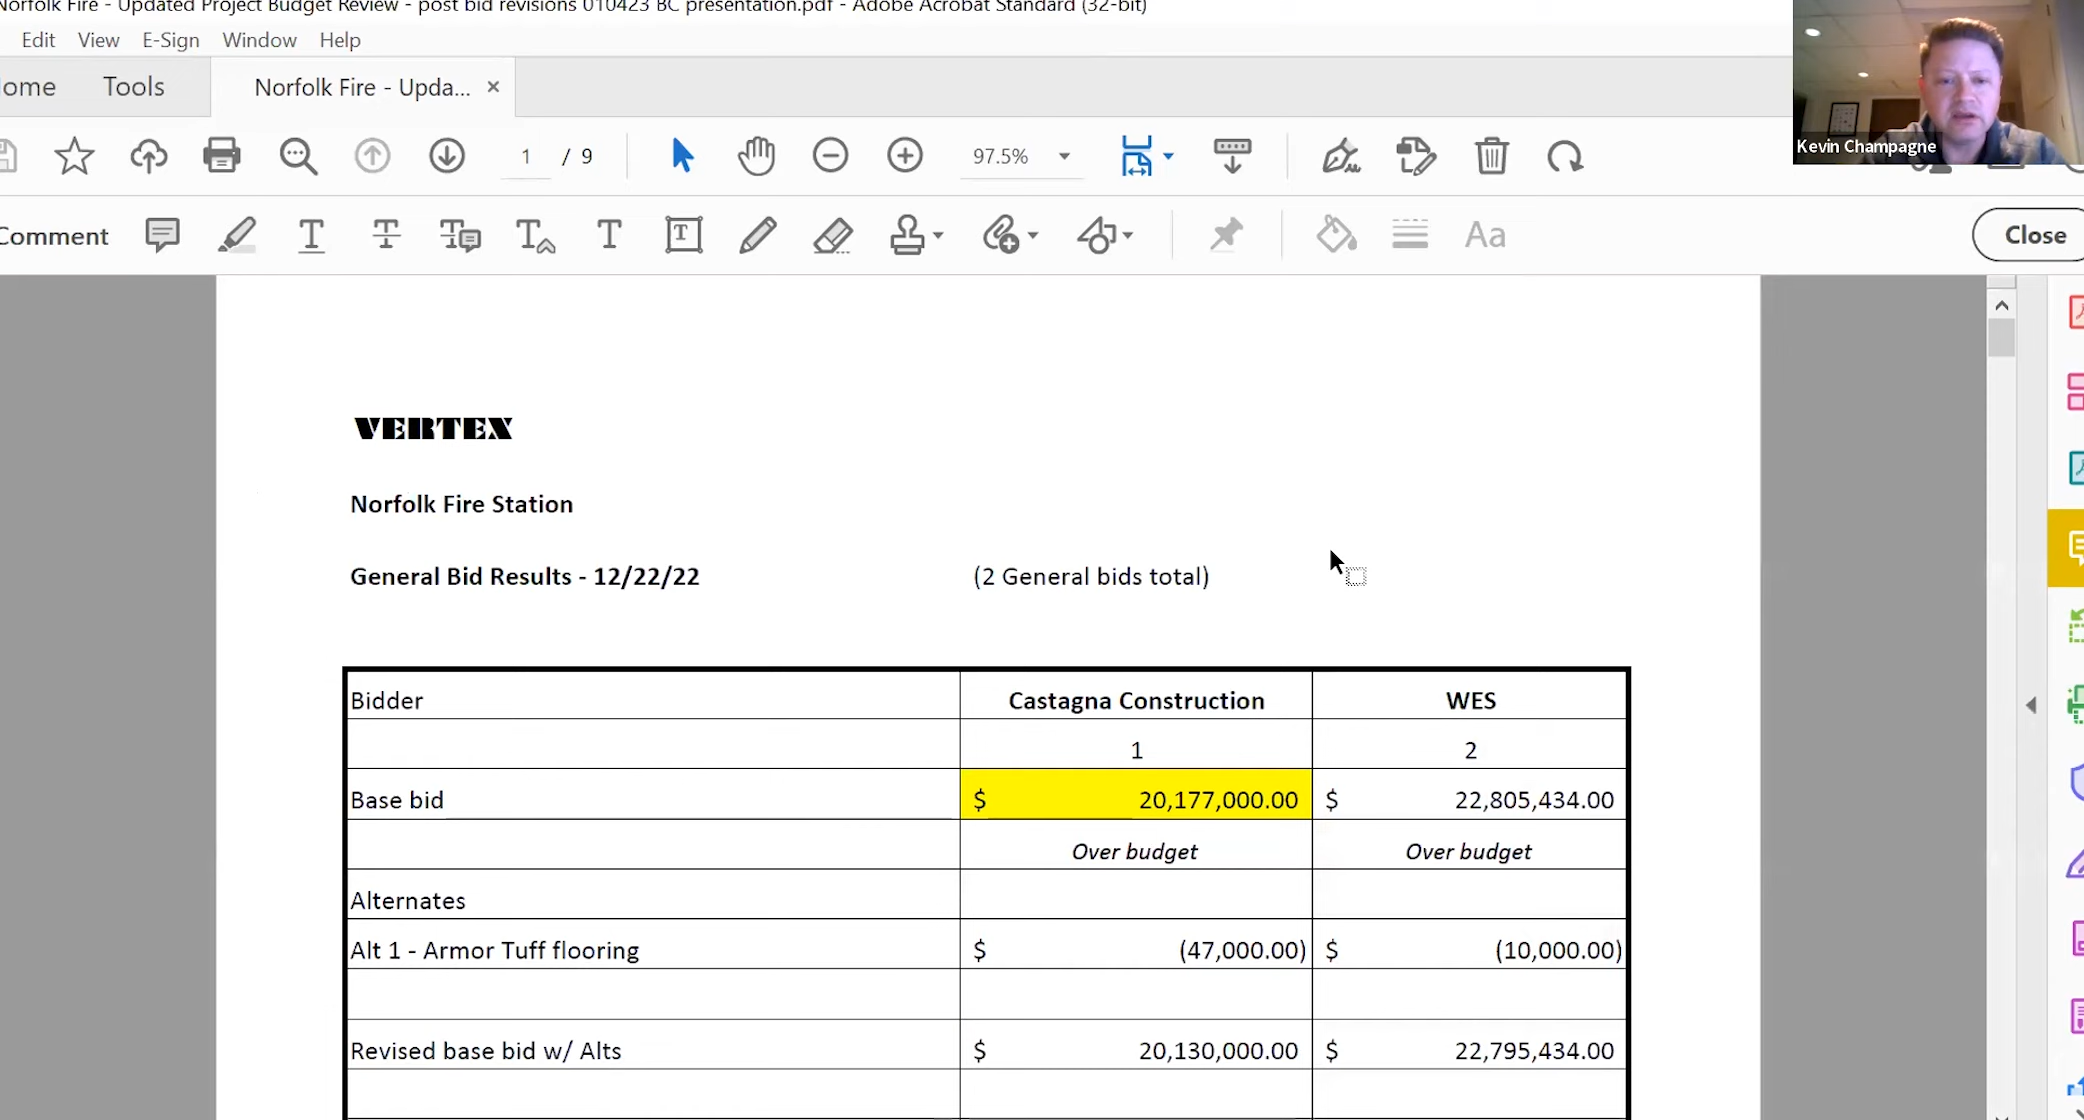 Norfolk Fire - Updated Project Budget Review - post bid revisions 010423 BC presentation.pdf - Adobe Acrobat Standard (32-bit)
Edit View E-Sign Window Help
ome Tools Norfolk Fire - Upda... ×
1 / 9 97.5%
Kevin Champagne
Comment T T T T T T Aa Close
VERTEX
Norfolk Fire Station
General Bid Results - 12/22/22 (2 General bids total)
Bidder Castagna Construction WES
1 2
Base bid $ 20,177,000.00 $ 22,805,434.00
Over budget Over budget
Alternates
Alt 1 - Armor Tuff flooring $ (47,000.00) $ (10,000.00)
Revised base bid w/ Alts $ 20,130,000.00 $ 22,795,434.00